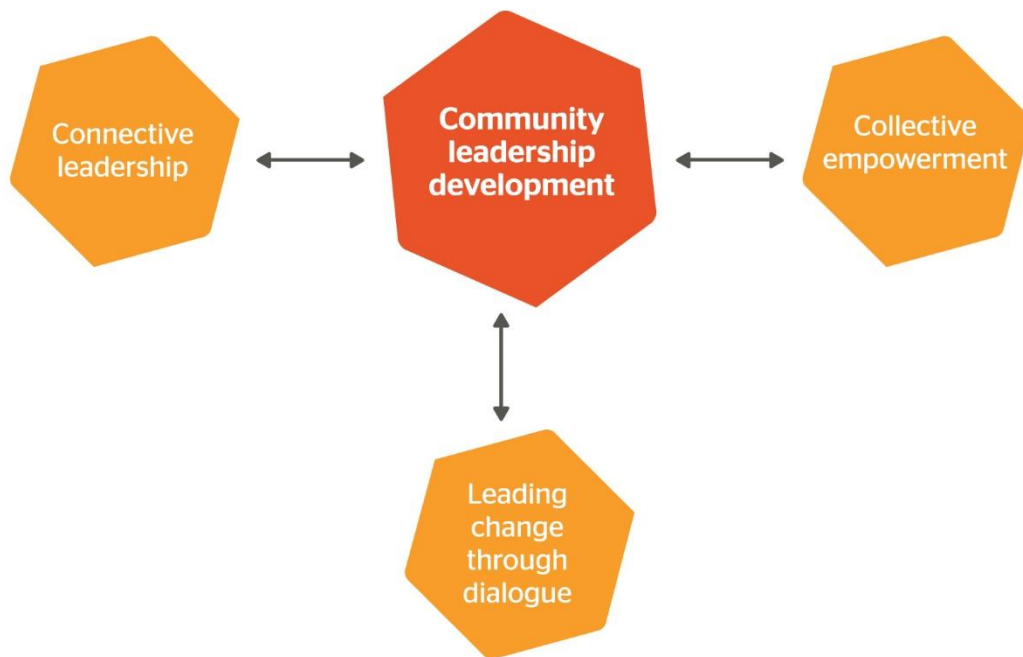 Connective
leadership
Community
leadership
development
Collective
empowerment
Leading
change
through
dialogue